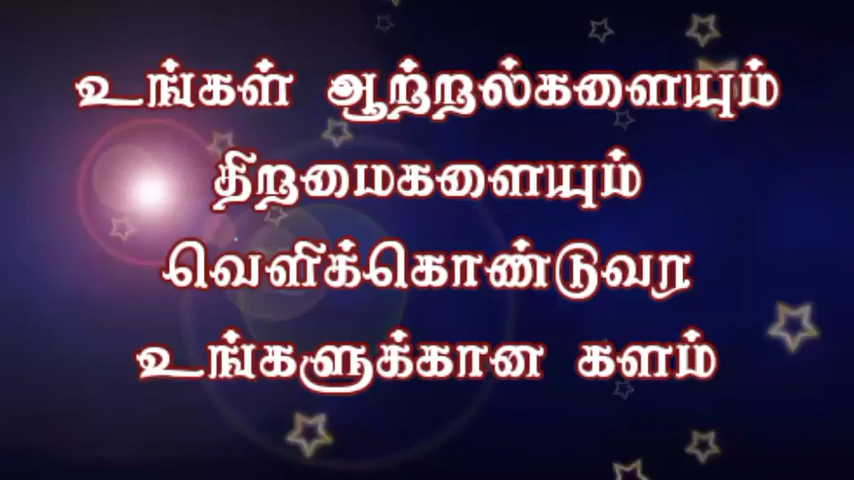 உங்கள் ஆற்றல்களையும்
திறமைகளையும்
வெளிக்கொண்டுவர
உங்களுக்கான களம்